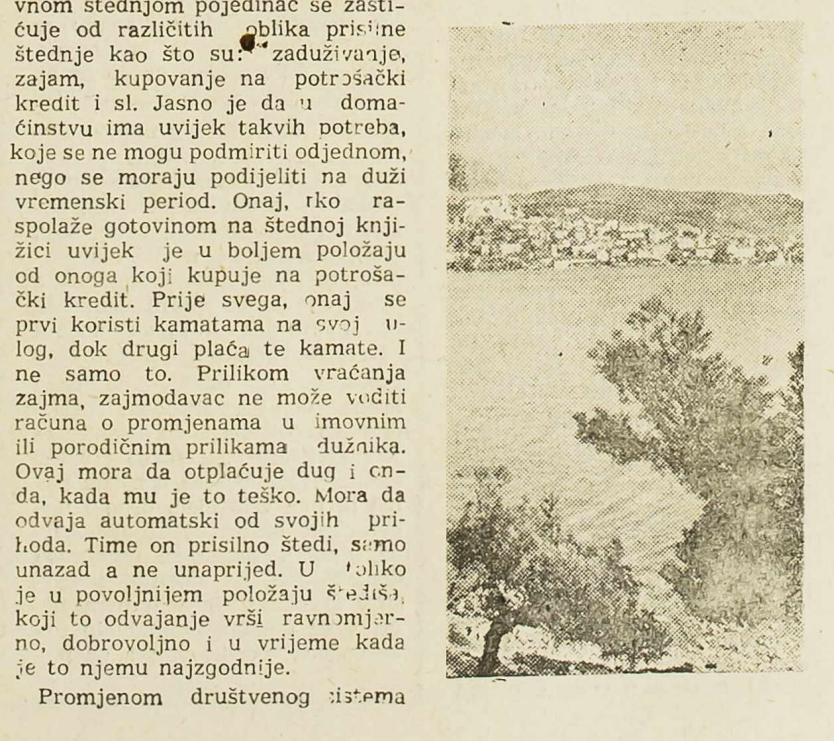 vnom štednjom pojedinac se zašti-
ćuje od različitih oblika prisilne
štednje kao što su: zaduživanje,
zajam, kupovanje na potrošački
kredit i sl. Jasno je da u doma-
ćinstvu ima uvijek takvih potreba,
koje se ne mogu podmiriti odjednom,
nego se moraju podijeliti na duži
vremenski period. Onaj, tko ra-
spolaže gotovinom na štednoj knji-
žici uvijek je u boljem položaju
od onoga koji kupuje na potroša-
čki kredit. Prije svega, onaj se
prvi koristi kamatama na svoj u-
log, dok drugi plaća te kamate. I
ne samo to. Prilikom vraćanja
zajma, zajmodavac ne može voditi
računa o promjenama u imovnim
ili porodičnim prilikama dužnika.
Ovaj mora da otplaćuje dug i on-
da, kada mu je to teško. Mora da
odvaja automatski od svojih pri-
hoda. Time on prisilno štedi, samo
unazad a ne unaprijed. U toliko
je u povoljnijem položaju štediša,
koji to odvajanje vrši ravnomjer-
no, dobrovoljno i u vrijeme kada
je to njemu najzgodnije.
Promjenom društvenog sistema